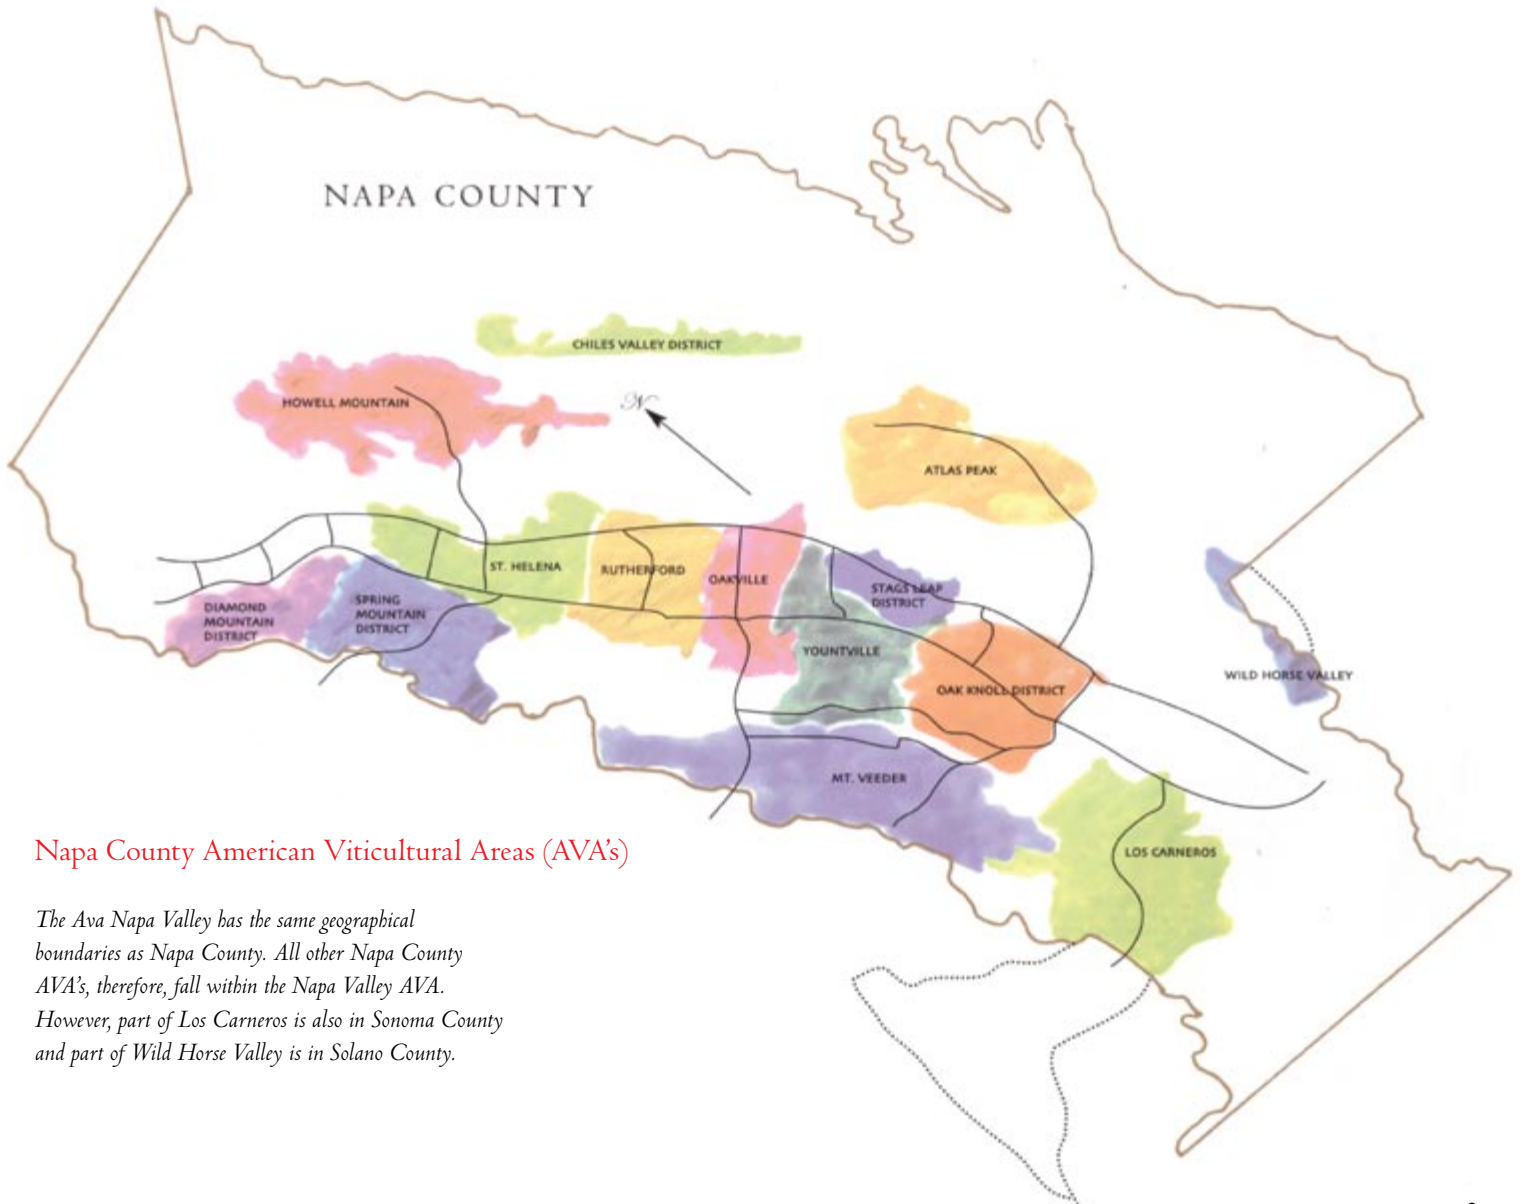 NAPA COUNTY
CHILES VALLEY DISTRICT
HOWELL MOUNTAIN
N
ATLAS PEAK
ST. HELENA
RUTHERFORD
OAKVILLE
STAGS LEAP
DISTRICT
DIAMOND
MOUNTAIN
DISTRICT
SPRING
MOUNTAIN
DISTRICT
YOUNTVILLE
OAK KNOLL DISTRICT
WILD HORSE VALLEY
MT. VEEDER
LOS CARNEROS
Napa County American Viticultural Areas (AVA's)
The Ava Napa Valley has the same geographical
boundaries as Napa County. All other Napa County
AVA's, therefore, fall within the Napa Valley AVA.
However, part of Los Carneros is also in Sonoma County
and part of Wild Horse Valley is in Solano County.